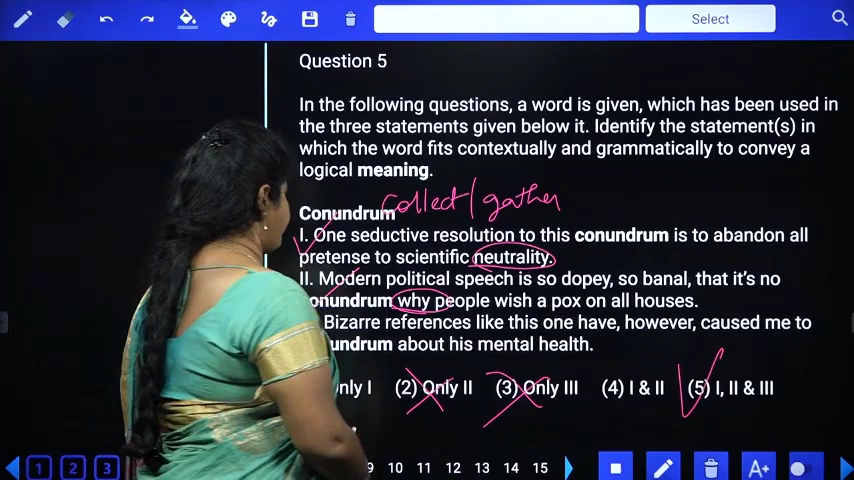 Select
Question 5
In the following questions, a word is given, which has been used in
the three statements given below it. Identify the statement(s) in
which the word fits contextually and grammatically to convey a
logical meaning.
collect/gather
Conundrum
I. One seductive resolution to this conundrum is to abandon all
pretense to scientific neutrality.
II. Modern political speech is so dopey, so banal, that it's no
conundrum why people wish a pox on all houses.
Bizarre references like this one have, however, caused me to
undrum about his mental health.
nly I (2) Only II (3) Only III (4) I & II (5) I, II & III
1 2 3 9 10 11 12 13 14 15 A+